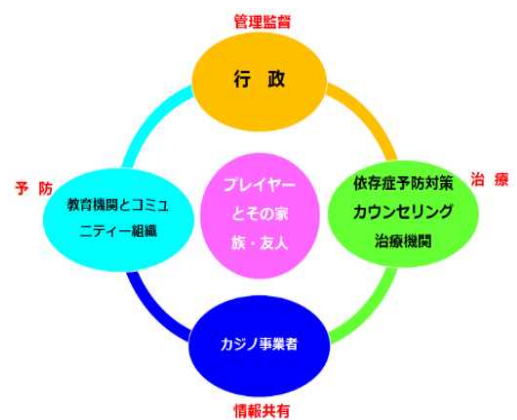 管理監督
行　政
予　防
教育機関とコミュ
ニティー組織
プレイヤー
とその家
族・友人
依存症予防対策
カウンセリング
治療機関
治　療
カジノ事業者
情報共有